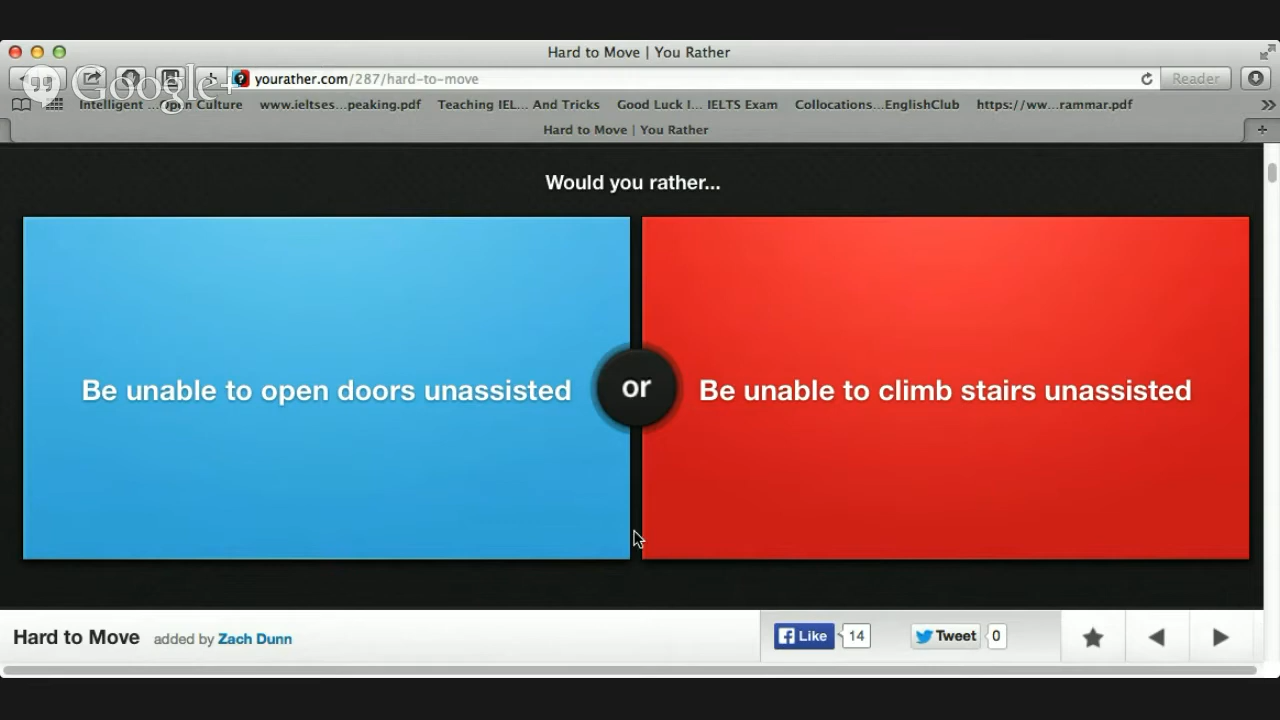 Hard to Move | You Rather
Google+
yourather.com/287/hard-to-move
Reader
Intelligent ...Open Culture www.ieltses...peaking.pdf Teaching IEL... And Tricks Good Luck I... IELTS Exam Collocations...EnglishClub https://ww...rammar.pdf
Hard to Move | You Rather
Would you rather...
Be unable to open doors unassisted
or
Be unable to climb stairs unassisted
Hard to Move added by Zach Dunn
Like 14
Tweet 0